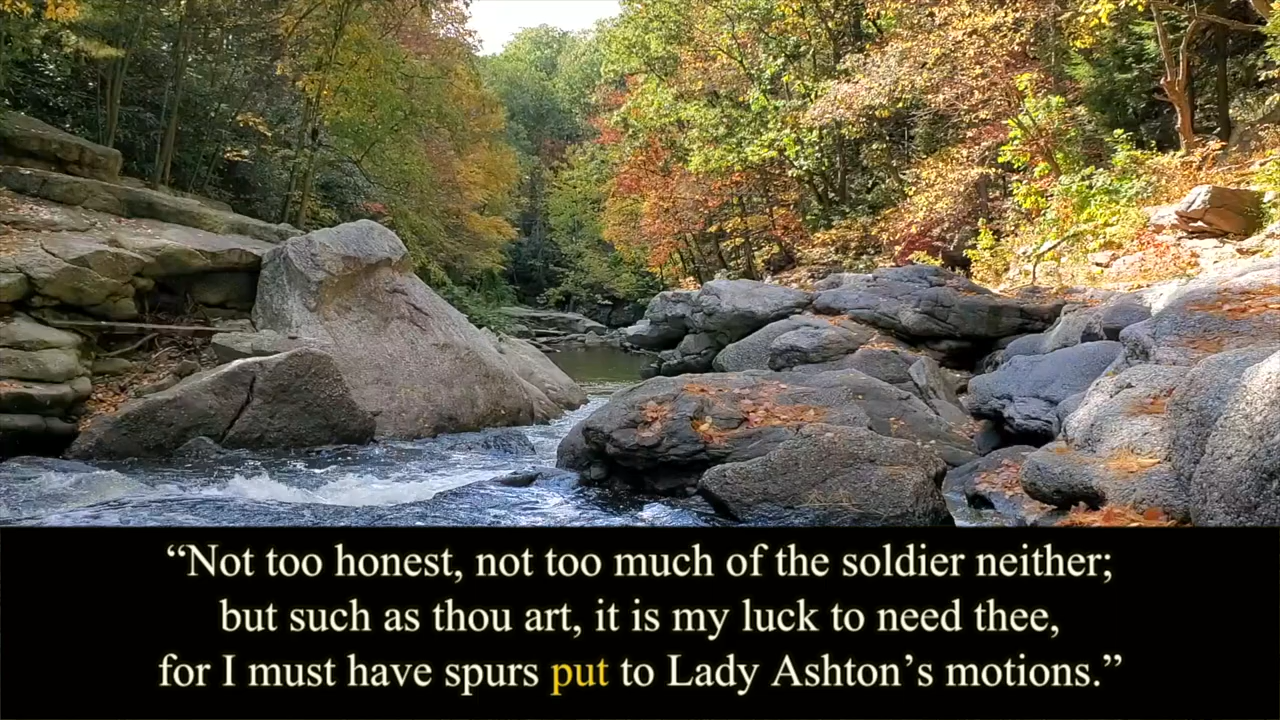 “Not too honest, not too much of the soldier neither;
but such as thou art, it is my luck to need thee,
for I must have spurs put to Lady Ashton’s motions.”